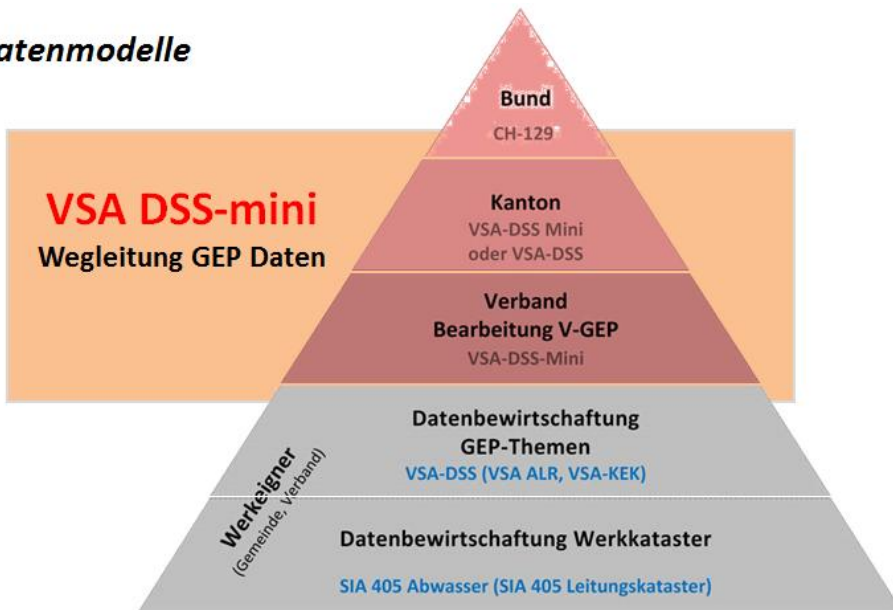 atenmodelle
Bund
CH-129
VSA DSS-mini
Wegleitung GEP Daten
Kanton
VSA-DSS Mini
oder VSA-DSS
Verband
Bearbeitung V-GEP
VSA-DSS-Mini
Datenbewirtschaftung
GEP-Themen
VSA-DSS (VSA ALR, VSA-KEK)
Werkeigner
(Gemeinde, Verband)
Datenbewirtschaftung Werkkataster
SIA 405 Abwasser (SIA 405 Leitungskataster)